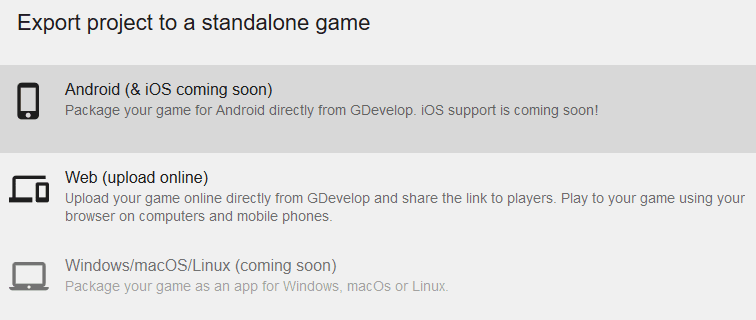 Export project to a standalone game
Android (& iOS coming soon)
Package your game for Android directly from GDevelop. iOS support is coming soon!
Web (upload online)
Upload your game online directly from GDevelop and share the link to players. Play to your game using your
browser on computers and mobile phones.
Windows/macOS/Linux (coming soon)
Package your game as an app for Windows, macOs or Linux.